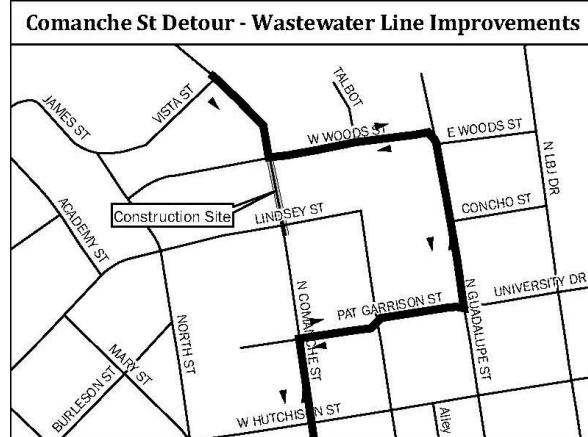 Comanche St Detour - Wastewater Line Improvements
JAMES ST
VISTA ST
TALBOT
W WOODS ST
E WOODS ST
N LBJ DR
ACADEMY ST
Construction Site
LINDSEY ST
CONCHO ST
N COMANCHE ST
PAT GARRISON ST
N GUADALUPE ST
UNIVERSITY DR
NORTH ST
MARY ST
BURLESON ST
W HUTCHISON ST
Alley